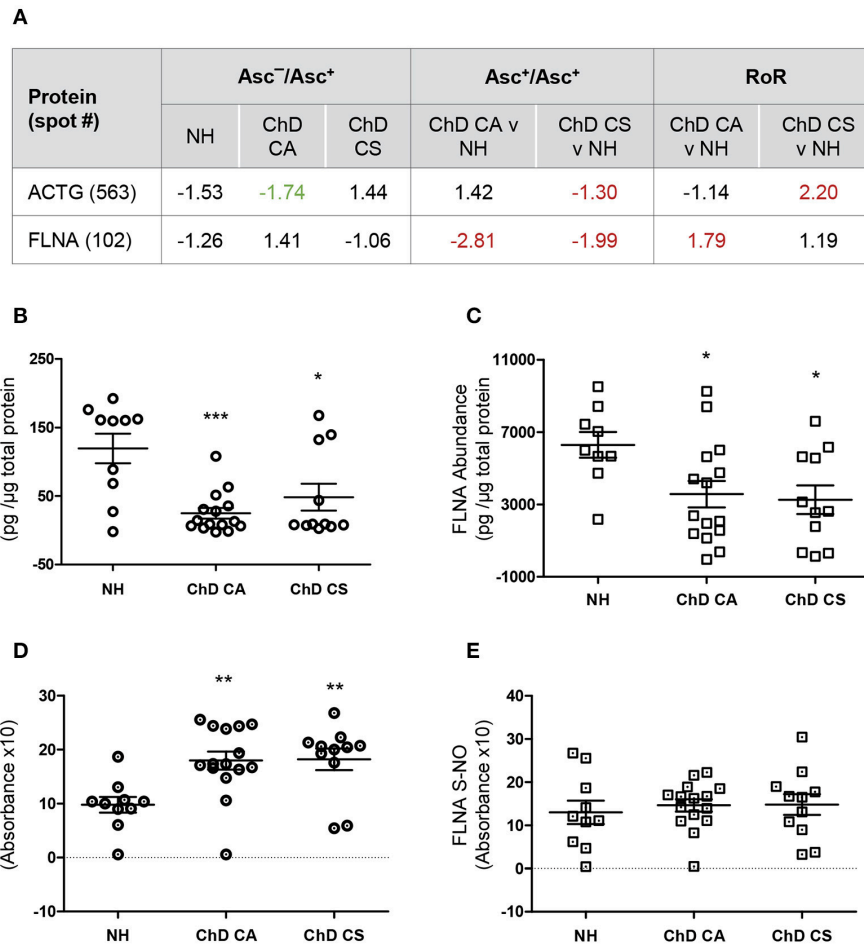 A
Protein (spot #) Asc⁻/Asc⁺ Asc⁺/Asc⁺ RoR
NH ChD CA ChD CS ChD CA v NH ChD CS v NH ChD CA v NH ChD CS v NH
ACTG (563) -1.53 -1.74 1.44 1.42 -1.30 -1.14 2.20
FLNA (102) -1.26 1.41 -1.06 -2.81 -1.99 1.79 1.19
B
250
150
50
-50
(pg /µg total protein
***
*
NH ChD CA ChD CS
C
11000
7000
3000
-1000
FLNA Abundance
(pg /µg total protein)
*
*
NH ChD CA ChD CS
D
30
20
10
0
-10
(Absorbance x10)
**
**
NH ChD CA ChD CS
E
40
30
20
10
0
-10
FLNA S-NO
(Absorbance x10)
NH ChD CA ChD CS